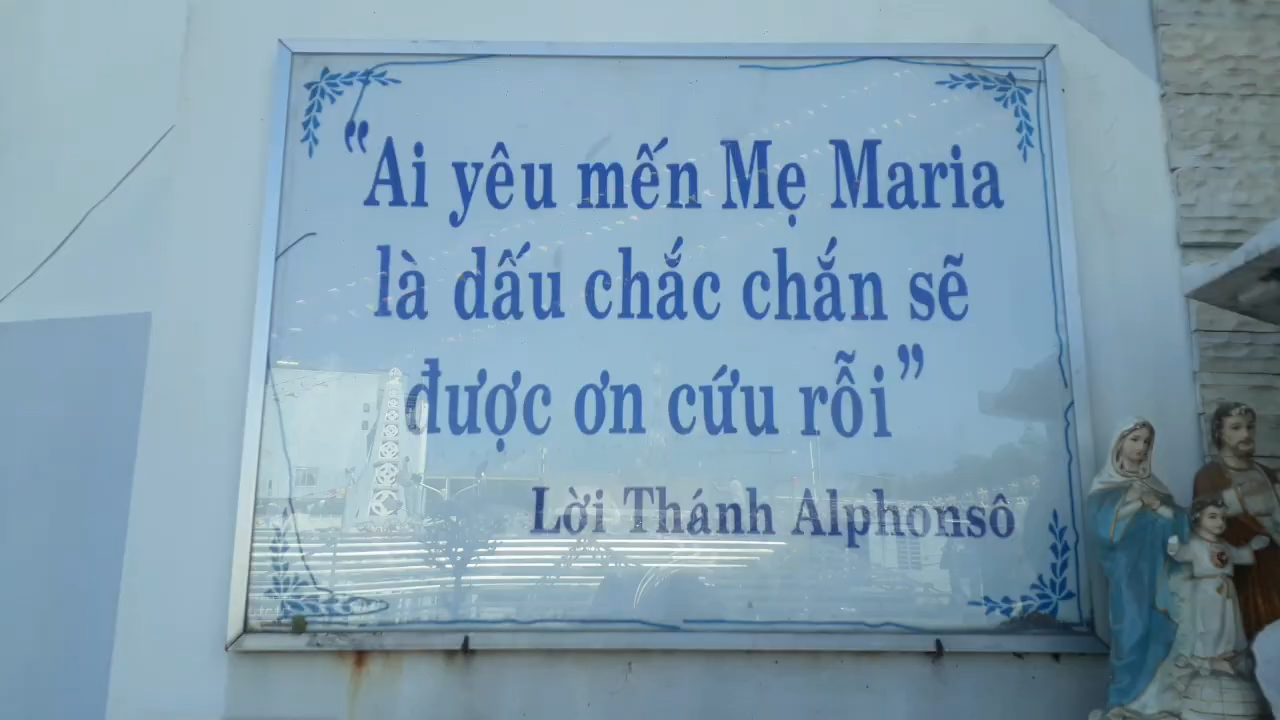 "Ai yêu mến Mẹ Maria
là dấu chắc chắn sẽ
được ơn cứu rỗi"
Lời Thánh Alphonsô